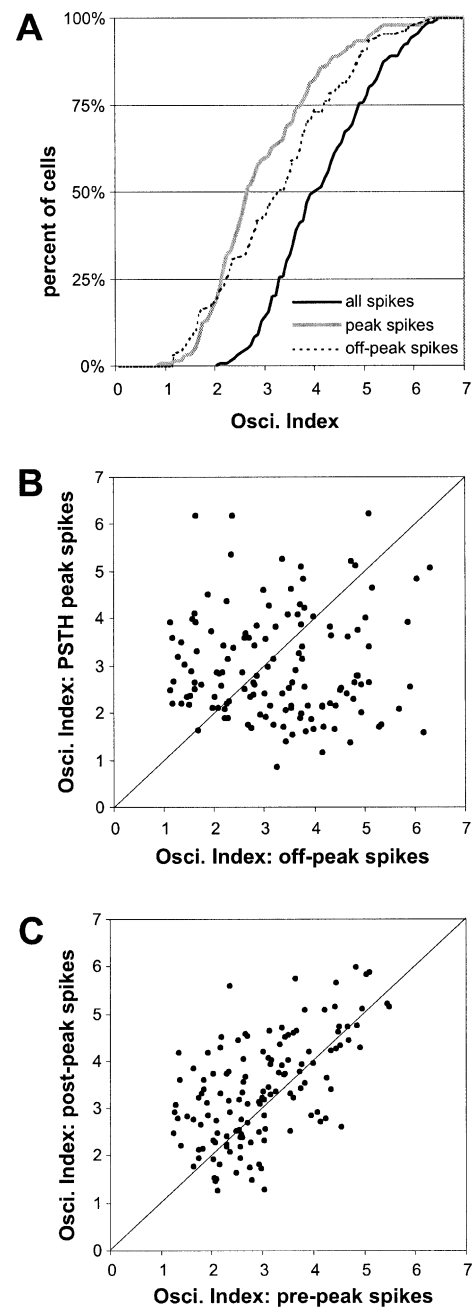 A
100%
75%
50%
25%
0%
percent of cells
all spikes
peak spikes
off-peak spikes
0 1 2 3 4 5 6 7
Osci. Index
B
7
6
5
4
3
2
1
0
Osci. Index: PSTH peak spikes
0 1 2 3 4 5 6 7
Osci. Index: off-peak spikes
C
7
6
5
4
3
2
1
0
Osci. Index: post-peak spikes
0 1 2 3 4 5 6 7
Osci. Index: pre-peak spikes